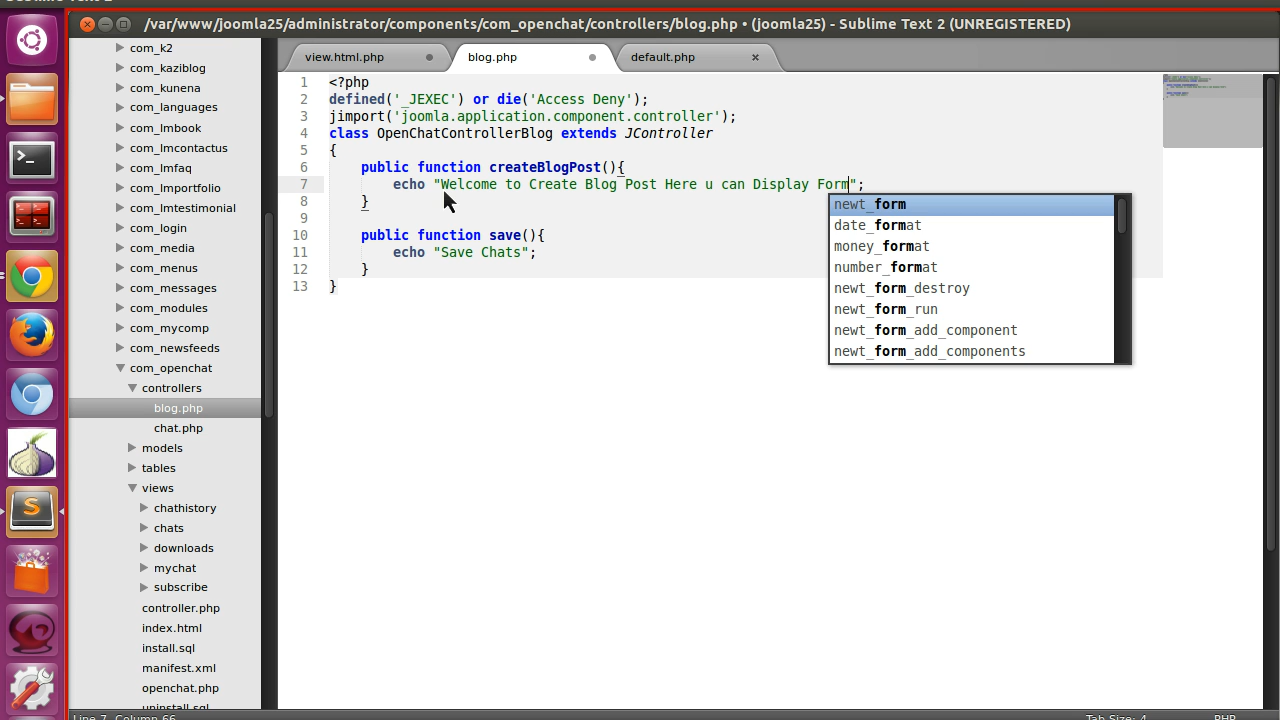 /var/www/joomla25/administrator/components/com_openchat/controllers/blog.php • (joomla25) - Sublime Text 2 (UNREGISTERED)
com_k2
com_kaziblog
com_kunena
com_languages
com_lmbook
com_lmcontactus
com_lmfaq
com_lmportfolio
com_lmtestimonial
com_login
com_media
com_menus
com_messages
com_modules
com_mycomp
com_newsfeeds
com_openchat
controllers
blog.php
chat.php
models
tables
views
chathistory
chats
downloads
mychat
subscribe
controller.php
index.html
install.sql
manifest.xml
openchat.php
uninstall.sql
view.html.php
blog.php
default.php
1 <?php
2 defined('_JEXEC') or die('Access Deny');
3 jimport('joomla.application.component.controller');
4 class OpenChatControllerBlog extends JController
5 {
6 public function createBlogPost(){
7 echo "Welcome to Create Blog Post Here u can Display Form";
8 }
9
10 public function save(){
11 echo "Save Chats";
12 }
13 }
newt_form
date_format
money_format
number_format
newt_form_destroy
newt_form_run
newt_form_add_component
newt_form_add_components
Line 7, Column 66
Tab Size: 4
PHP